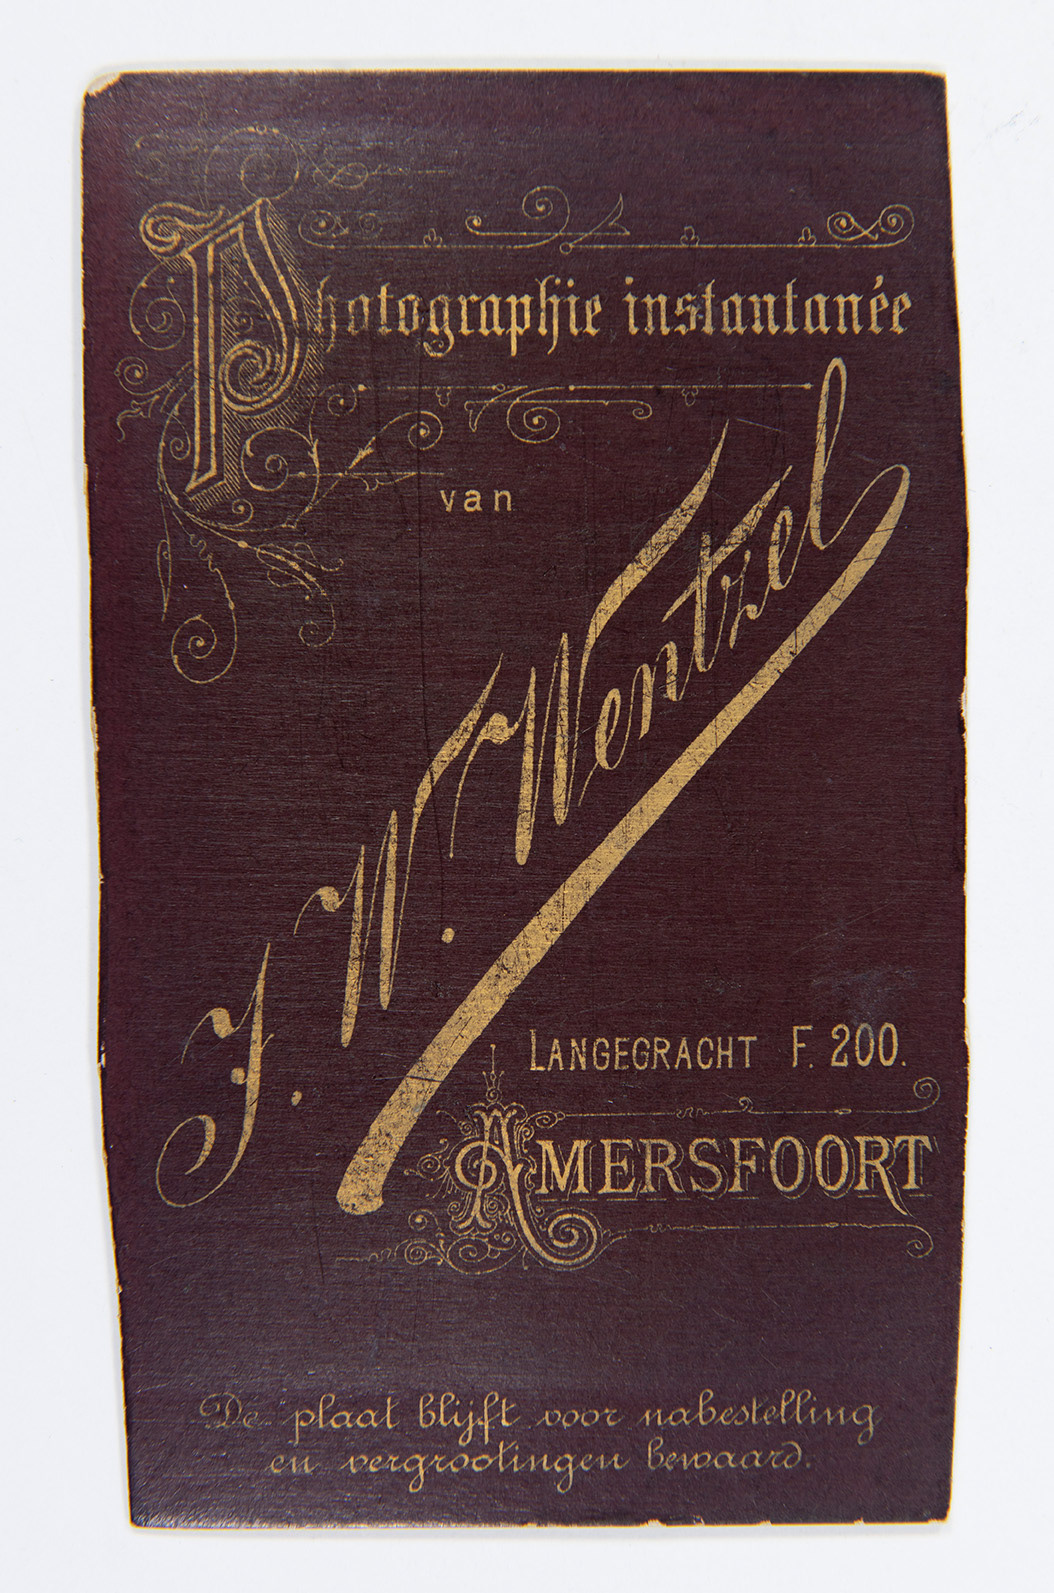 Photographie instantanée
van
J. W. Wentzel
LANGEGRACHT F. 200.
AMERSFOORT
De plaat blijft voor nabestelling
en vergrootingen bewaard.